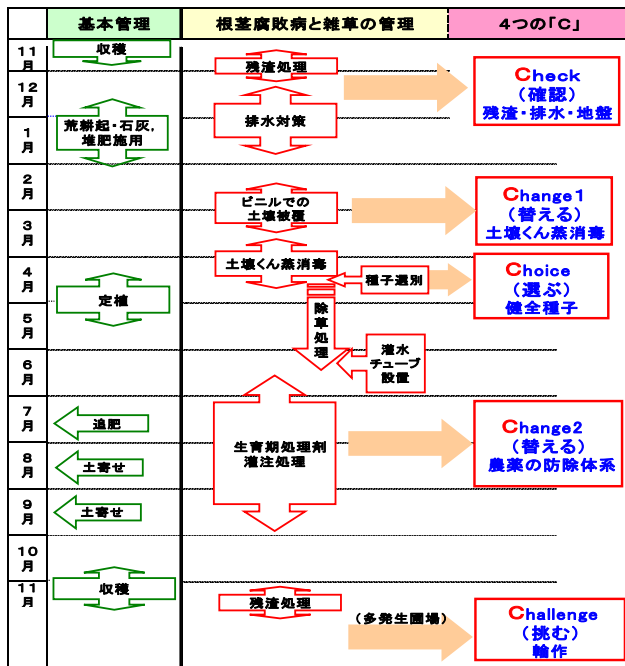 基本管理
根茎腐敗病と雑草の管理
4つの「C」
11
月
収穫
残渣処理
Check
(確認)
残渣・排水・地盤
12
月
1
月
荒耕起・石灰,
堆肥施用
排水対策
2
月
ビニルでの
土壌被覆
Change1
(替える)
土壌くん蒸消毒
3
月
土壌くん蒸消毒
4
月
種子選別
Choice
(選ぶ)
健全種子
定植
5
月
除
草
処
理
灌水
チューブ
設置
6
月
7
月
追肥
生育期処理剤
灌注処理
Change2
(替える)
農薬の防除体系
8
月
土寄せ
9
月
土寄せ
10
月
11
月
収穫
残渣処理
(多発生圃場)
Challenge
(挑む)
輪作